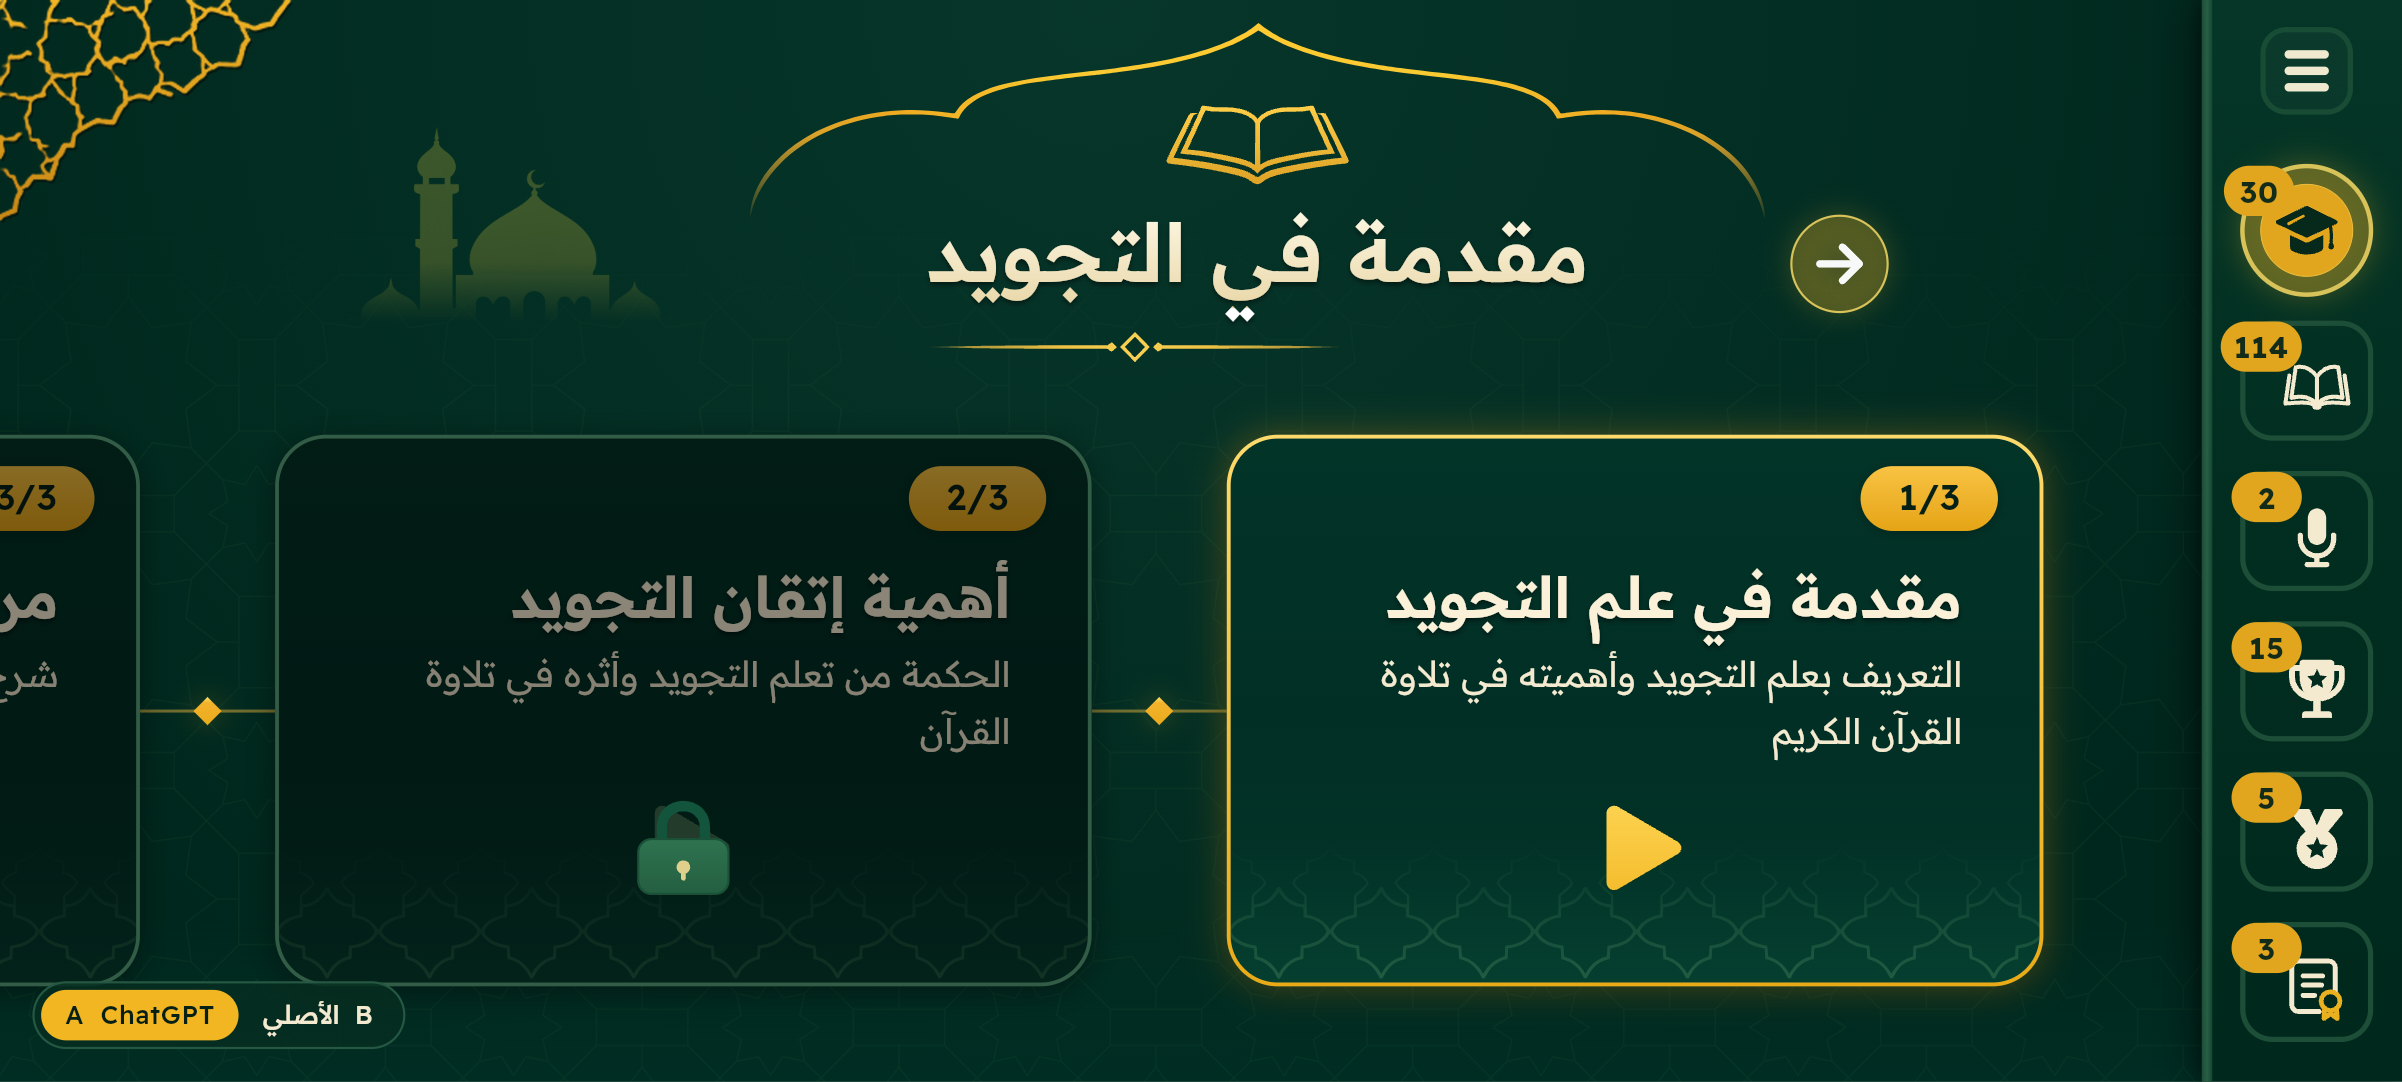 مقدمة في التجويد
1/3
مقدمة في علم التجويد
التعريف بعلم التجويد وأهميته في تلاوة
القرآن الكريم
2/3
أهمية إتقان التجويد
الحكمة من تعلم التجويد وأثره في تلاوة
القرآن
3/3
30
114
2
15
5
3
A ChatGPT
B الأصلي